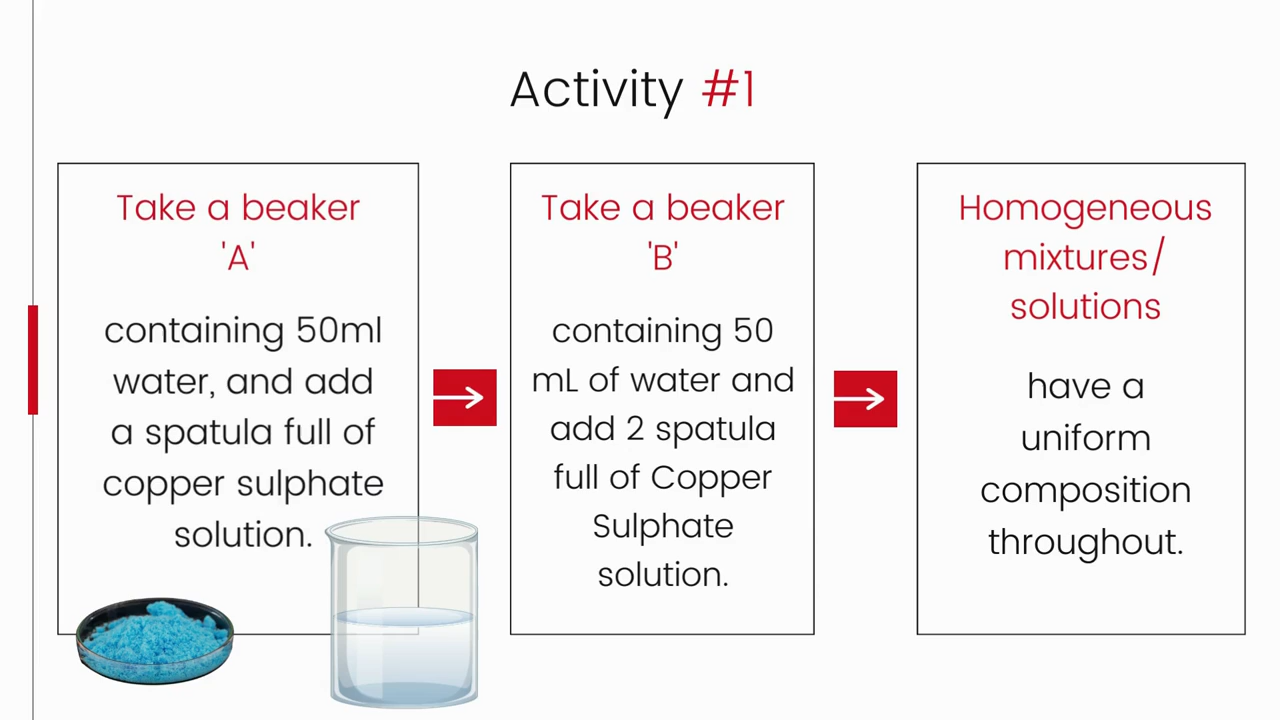 Activity #1
Take a beaker
'A'
containing 50ml
water, and add
a spatula full of
copper sulphate
solution.
Take a beaker
'B'
containing 50
mL of water and
add 2 spatula
full of Copper
Sulphate
solution.
Homogeneous
mixtures/
solutions
have a
uniform
composition
throughout.